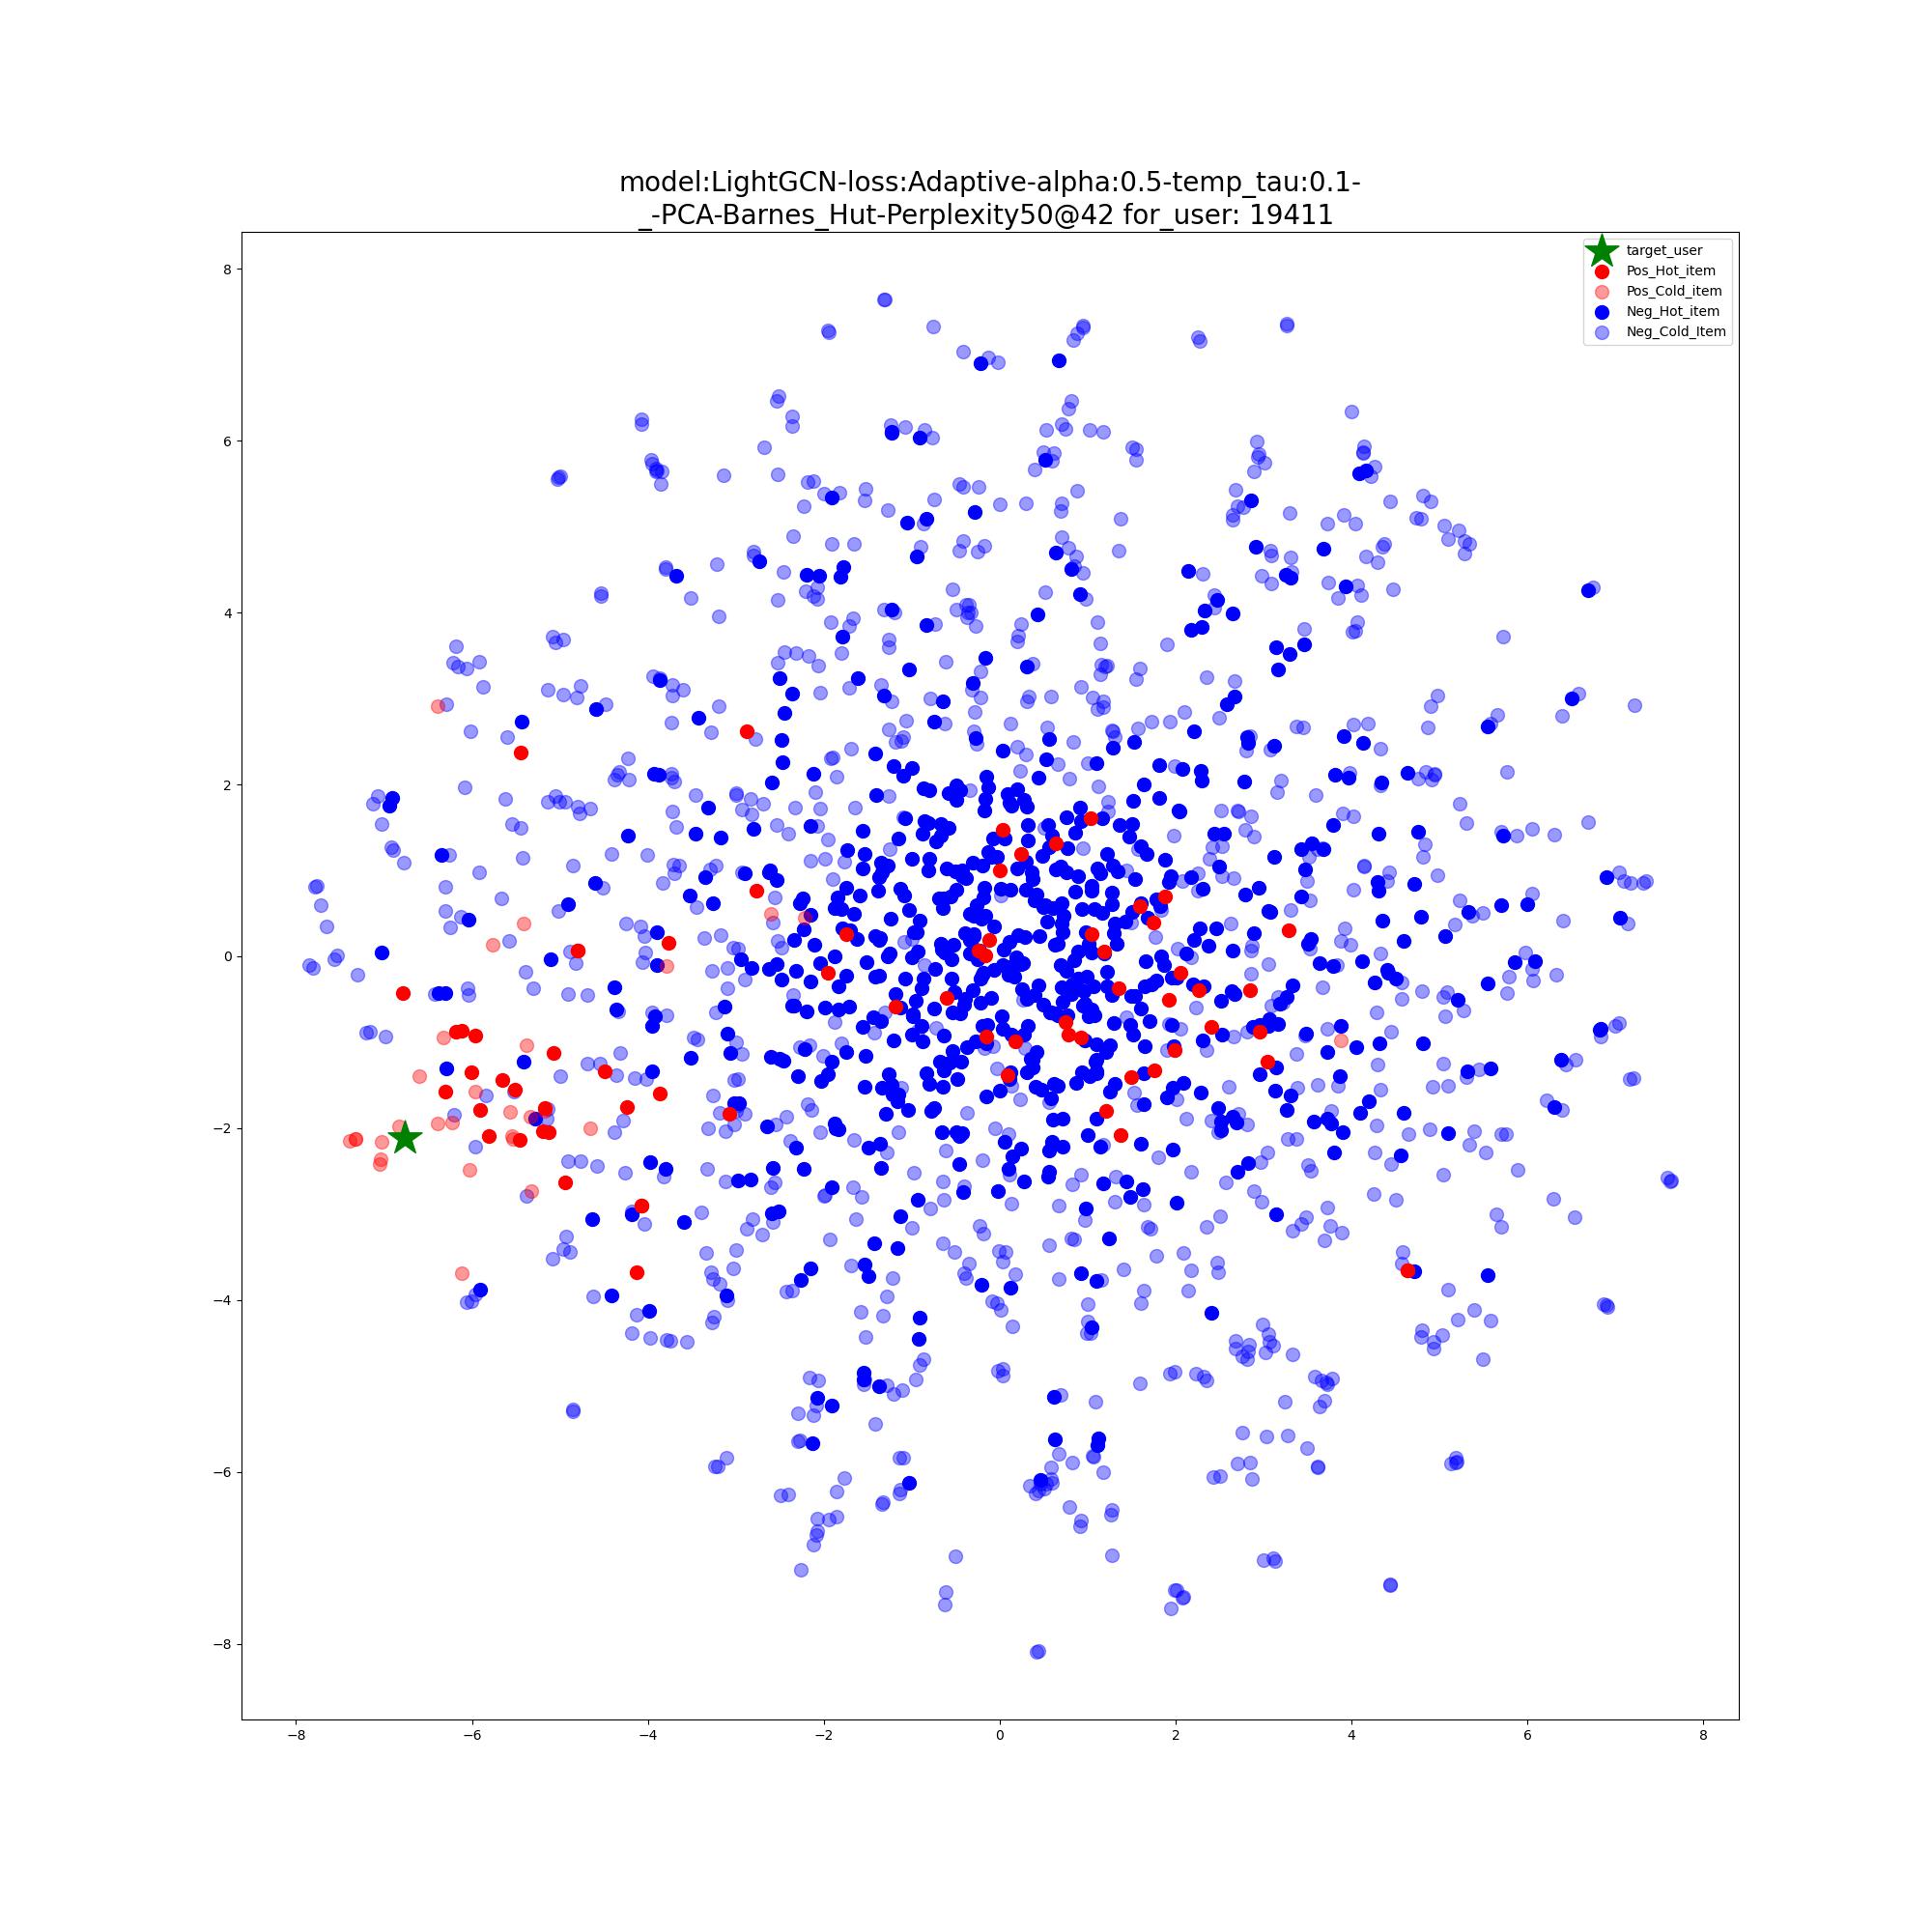 model:LightGCN-loss:Adaptive-alpha:0.5-temp_tau:0.1-
_-PCA-Barnes_Hut-Perplexity50@42 for_user: 19411
target_user
Pos_Hot_item
Pos_Cold_item
Neg_Hot_item
Neg_Cold_Item
8
6
4
2
0
−2
−4
−6
−8
−8 −6 −4 −2 0 2 4 6 8